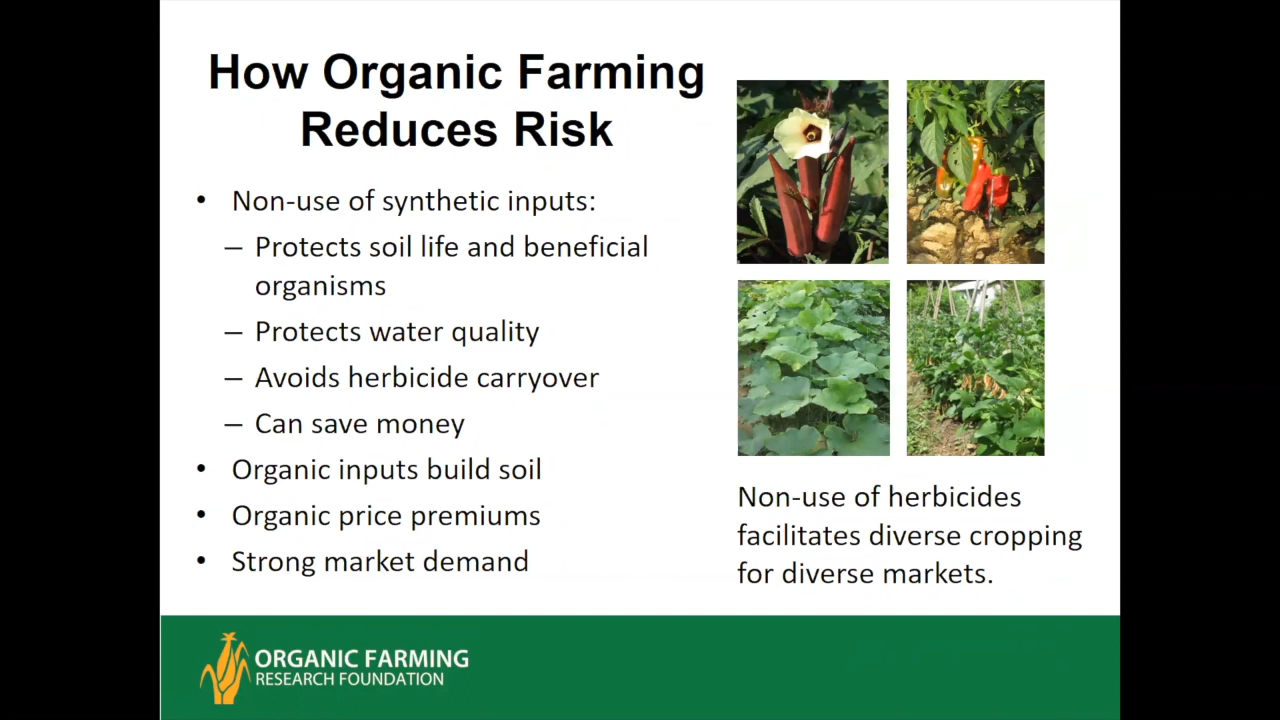 How Organic Farming
Reduces Risk
• Non-use of synthetic inputs:
– Protects soil life and beneficial
organisms
– Protects water quality
– Avoids herbicide carryover
– Can save money
• Organic inputs build soil
• Organic price premiums
• Strong market demand
Non-use of herbicides
facilitates diverse cropping
for diverse markets.
ORGANIC FARMING
RESEARCH FOUNDATION